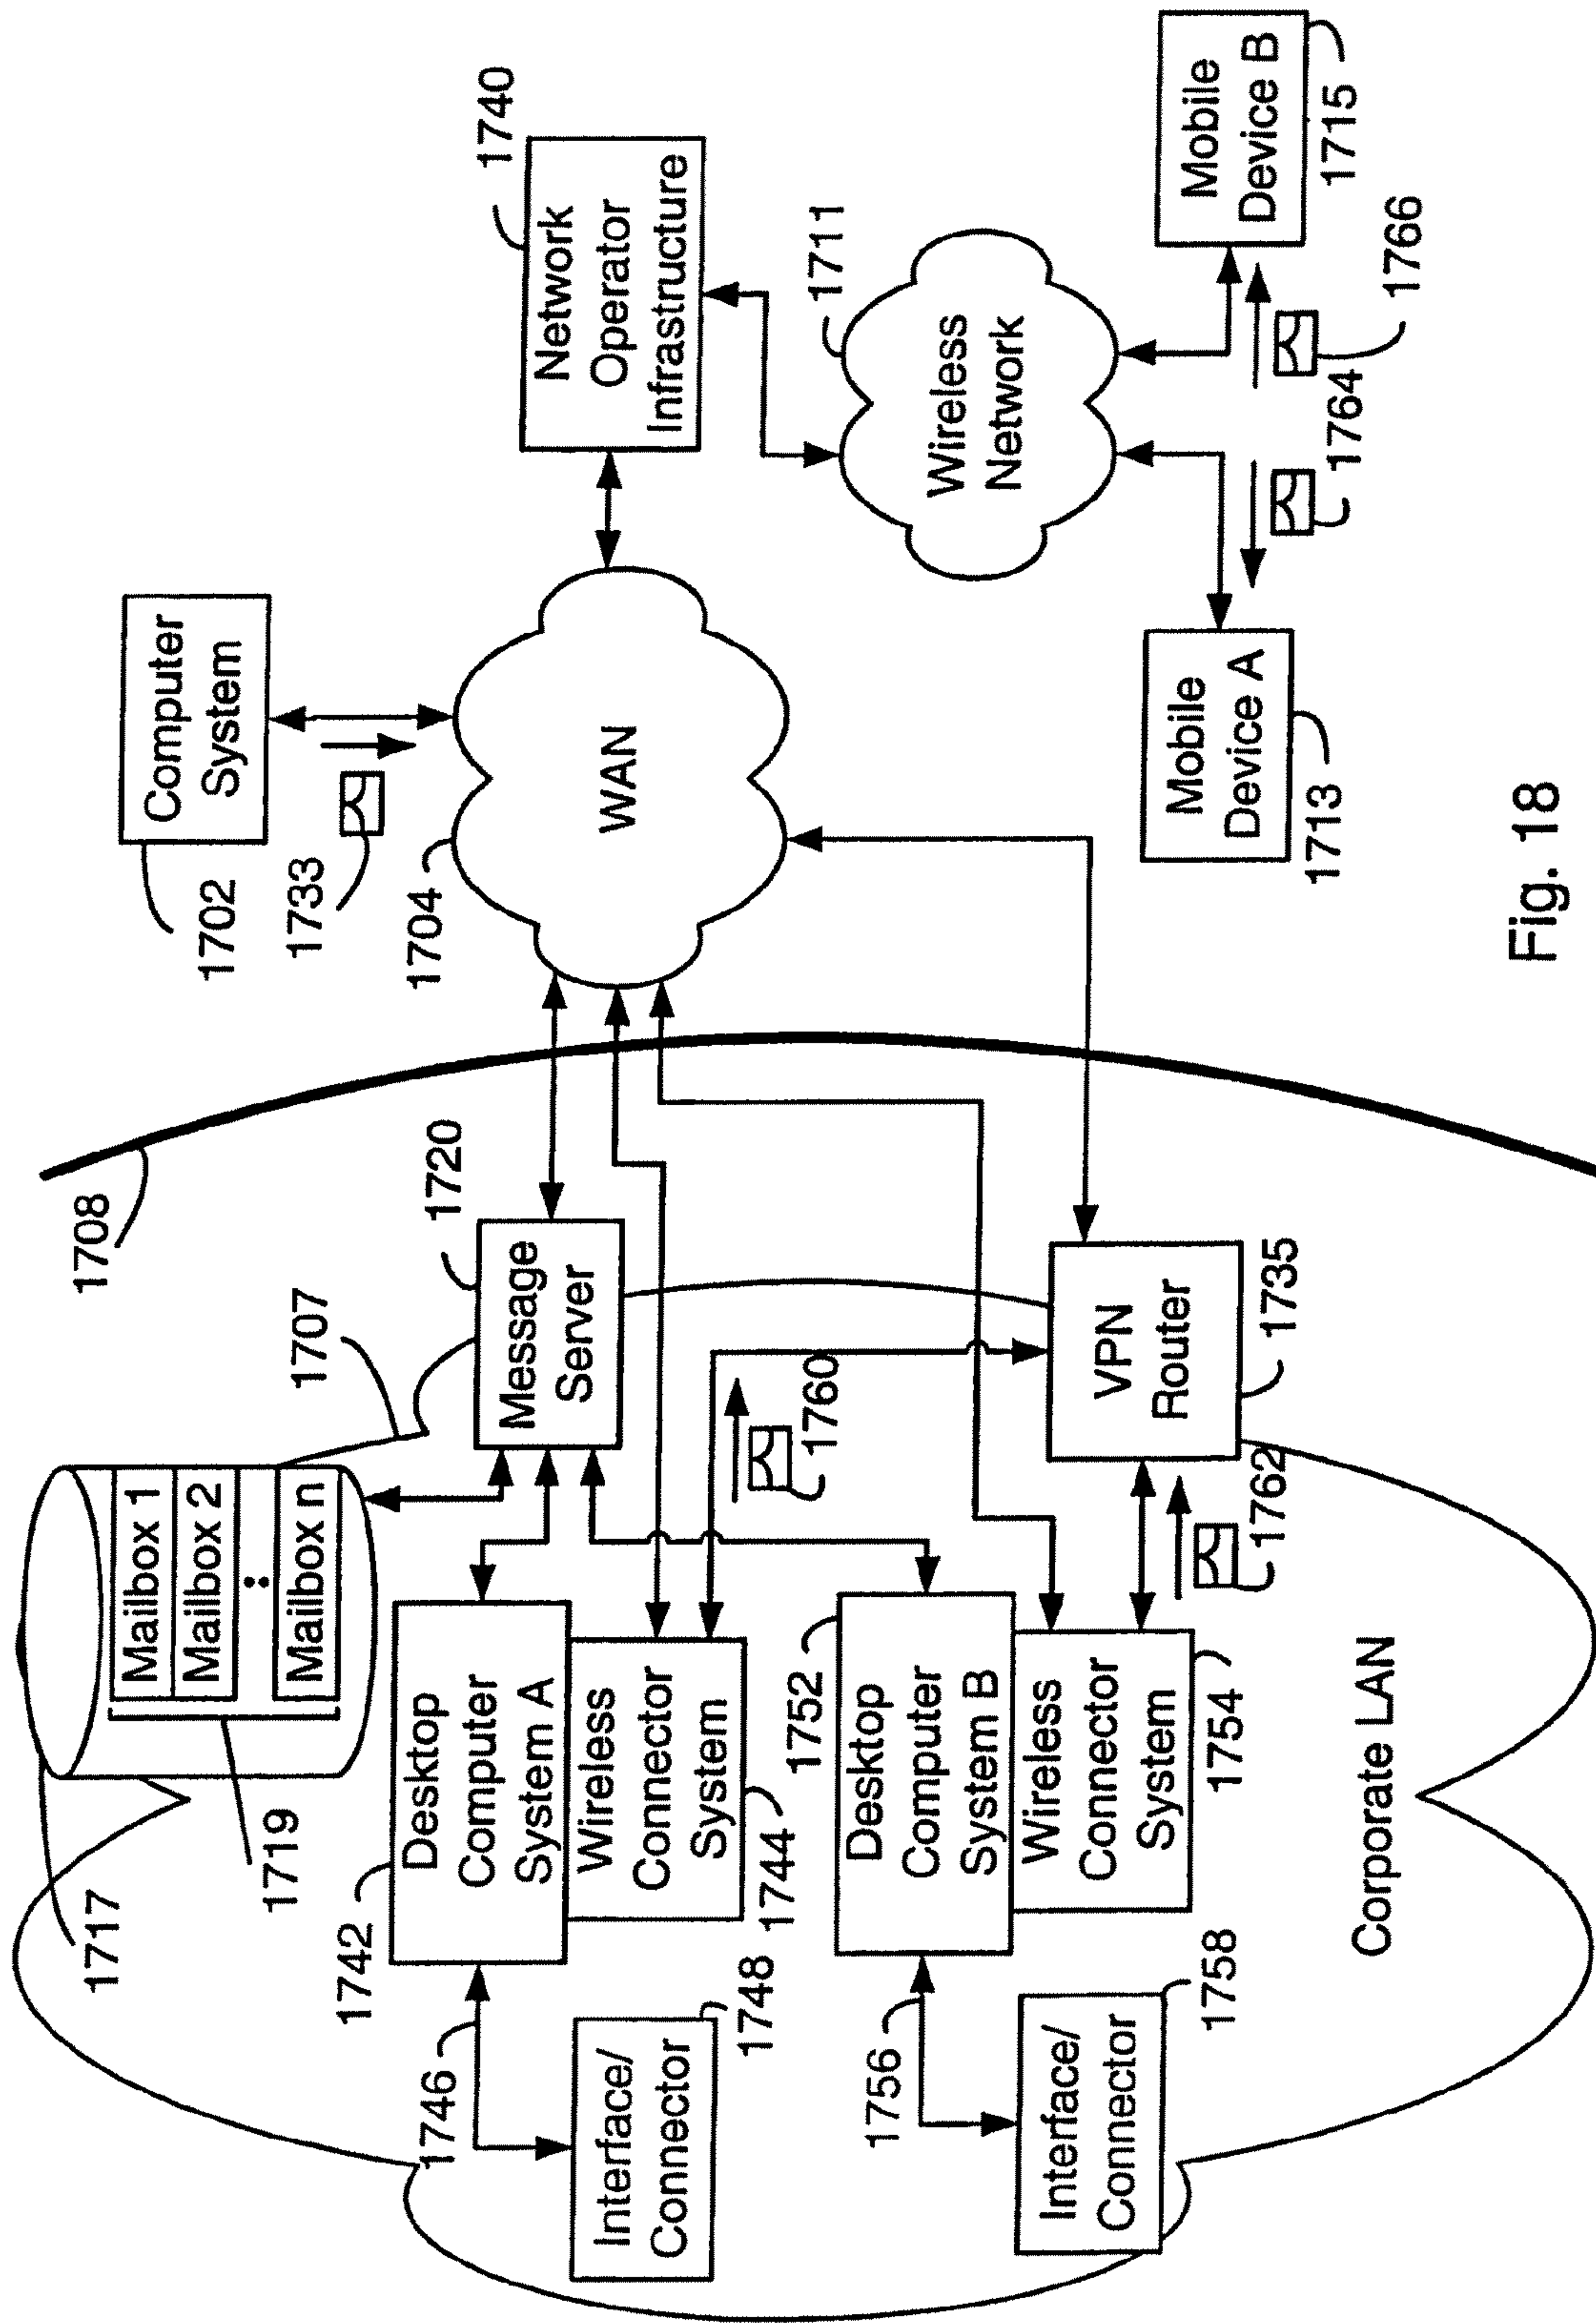 1708
1717
1719
Mailbox 1
Mailbox 2
Mailbox n
1707
1720
Message
Server
1742
Desktop
Computer
System A
Wireless
Connector
System
1744
1746
Interface/
Connector
1748
1760
1752
Desktop
Computer
System B
Wireless
Connector
System
1754
1756
Interface/
Connector
1758
1762
VPN
Router
1735
Corporate LAN
Computer
System
1702
1733
1704
WAN
1740
Network
Operator
Infrastructure
1711
Wireless
Network
Mobile
Device A
1713
1764
Mobile
Device B
1715
1766
Fig. 18